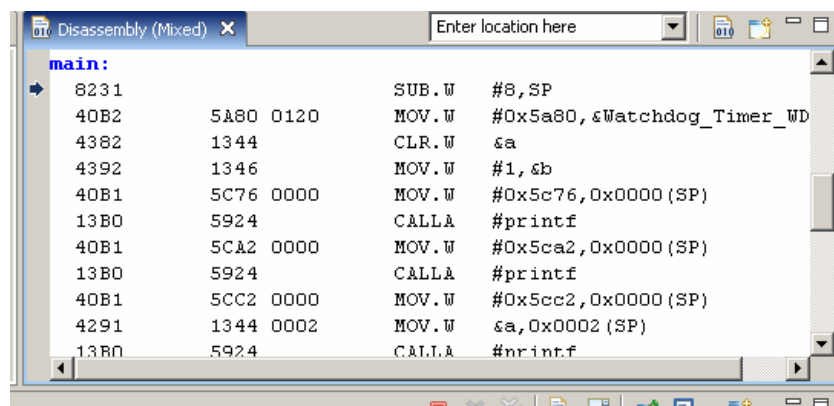 Disassembly (Mixed) Enter location here
main:
8231 SUB.W #8,SP
40B2 5A80 0120 MOV.W #0x5a80,&Watchdog_Timer_WD
4382 1344 CLR.W &a
4392 1346 MOV.W #1,&b
40B1 5C76 0000 MOV.W #0x5c76,0x0000(SP)
13B0 5924 CALLA #printf
40B1 5CA2 0000 MOV.W #0x5ca2,0x0000(SP)
13B0 5924 CALLA #printf
40B1 5CC2 0000 MOV.W #0x5cc2,0x0000(SP)
4291 1344 0002 MOV.W &a,0x0002(SP)
13B0 5924 CALLA #printf